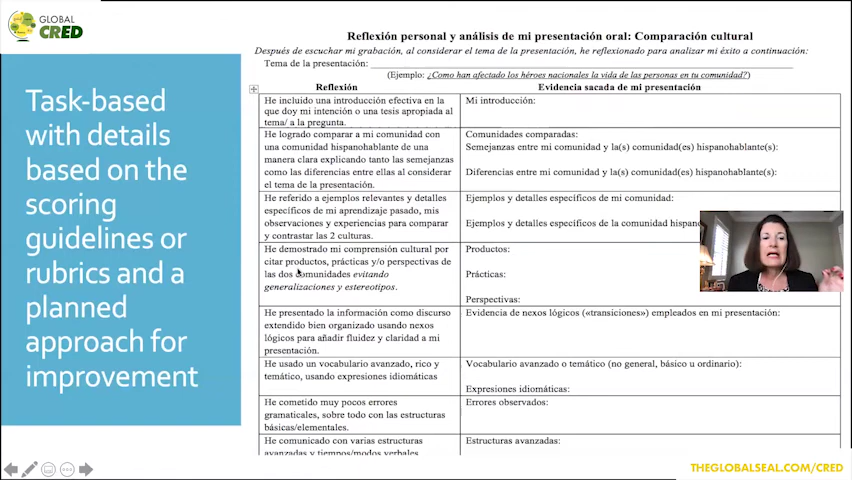 GLOBAL
CRED
Task-based
with details
based on the
scoring
guidelines or
rubrics and a
planned
approach for
improvement
Reflexión personal y análisis de mi presentación oral: Comparación cultural
Después de escuchar mi grabación, al considerar el tema de la presentación, he reflexionado para analizar mi éxito a continuación:
Tema de la presentación:
(Ejemplo: ¿Como han afectado los héroes nacionales la vida de las personas en tu comunidad?)
Reflexión
Evidencia sacada de mi presentación
He incluido una introducción efectiva en la
que doy mi intención o una tesis apropiada al
tema/ a la pregunta.
Mi introducción:
He logrado comparar a mi comunidad con
una comunidad hispanohablante de una
manera clara explicando tanto las semejanzas
como las diferencias entre ellas al considerar
el tema de la presentación.
Comunidades comparadas:
Semejanzas entre mi comunidad y la(s) comunidad(es) hispanohablante(s):
Diferencias entre mi comunidad y la(s) comunidad(es) hispanohablante(s):
He referido a ejemplos relevantes y detalles
específicos de mi aprendizaje pasado, mis
observaciones y experiencias para comparar
y contrastar las 2 culturas.
Ejemplos y detalles específicos de mi comunidad:
Ejemplos y detalles específicos de la comunidad hispano
He demostrado mi comprensión cultural por
citar productos, prácticas y/o perspectivas de
las dos comunidades evitando
generalizaciones y estereotipos.
Productos:
Prácticas:
Perspectivas:
He presentado la información como discurso
extendido bien organizado usando nexos
lógicos para añadir fluidez y claridad a mi
presentación.
Evidencia de nexos lógicos («transiciones») empleados en mi presentación:
He usado un vocabulario avanzado, rico y
temático, usando expresiones idiomáticas
Vocabulario avanzado o temático (no general, básico u ordinario):
Expresiones idiomáticas:
He cometido muy pocos errores
gramaticales, sobre todo con las estructuras
básicas/elementales.
Errores observados:
He comunicado con varias estructuras
avanzadas y tiempos/modos verbales
Estructuras avanzadas:
THEGLOBALSEAL.COM/CRED